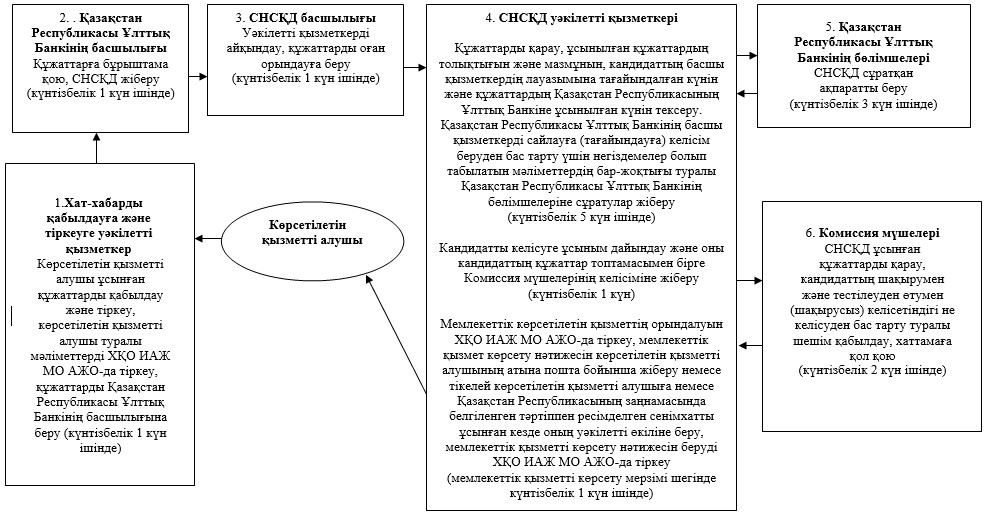 2. . Қазақстан
Республикасы Ұлттық
Банкінің басшылығы
Құжаттарға бұрыштама
қою, СНСҚД жіберу
(күнтізбелік 1 күн ішінде)
3. СНСҚД басшылығы
Уәкілетті қызметкерді
айқындау, құжаттарды оған
орындауға беру
(күнтізбелік 1 күн ішінде)
4. СНСҚД уәкілетті қызметкері
Құжаттарды қарау, ұсынылған құжаттардың
толықтығын және мазмұнын, кандидаттың басшы
қызметкердің лауазымына тағайындалған күнін
және құжаттардың Қазақстан Республикасының
Ұлттық Банкіне ұсынылған күнін тексеру.
Қазақстан Республикасы Ұлттық Банкінің басшы
қызметкерді сайлауға (тағайындауға) келісім
беруден бас тарту үшін негіздемелер болып
табылатын мәліметтердің бар-жоқтығы туралы
Қазақстан Республикасы Ұлттық Банкінің
бөлімшелеріне сұратулар жіберу
(күнтізбелік 5 күн ішінде)
Кандидатты келісуге ұсыным дайындау және оны
кандидаттың құжаттар топтамасымен бірге
Комиссия мүшелерінің келісіміне жіберу
(күнтізбелік 1 күн)
Мемлекеттік көрсетілетін қызметтің орындалуын
ХҚО ИАЖ МО АЖО-да тіркеу, мемлекеттік
қызмет көрсету нәтижесін көрсетілетін қызметті
алушының атына пошта бойынша жіберу немесе
тікелей көрсетілетін қызметті алушыға немесе
Қазақстан Республикасының заңнамасында
белгіленген тәртіппен ресімделген сенімхатты
ұсынған кезде оның уәкілетті өкіліне беру,
мемлекеттік қызметті көрсету нәтижесін беруді
ХҚО ИАЖ МО АЖО-да тіркеу
(мемлекеттік қызметті көрсету мерзімі шегінде
күнтізбелік 1 күн ішінде)
5. Қазақстан
Республикасы Ұлттық
Банкінің бөлімшелері
СНСҚД сұратқан
ақпаратты беру
(күнтізбелік 3 күн ішінде)
1.Хат-хабарды
қабылдауға және
тіркеуге уәкілетті
қызметкер
Көрсетілетін қызметті
алушы ұсынған
құжаттарды қабылдау
және тіркеу,
көрсетілетін қызметті
алушы туралы
мәліметтерді ХҚО ИАЖ
МО АЖО-да тіркеу,
құжаттарды Қазақстан
Республикасы Ұлттық
Банкінің басшылығына
беру (күнтізбелік 1 күн
ішінде)
Көрсетілетін
қызметті алушы
6. Комиссия мүшелері
СНСҚД ұсынған
құжаттарды қарау,
кандидаттың шақырумен
және тестілеуден өтумен
(шақырусыз) келісетіндігі не
келісуден бас тарту туралы
шешім қабылдау, хаттамаға
қол қою
(күнтізбелік 2 күн ішінде)